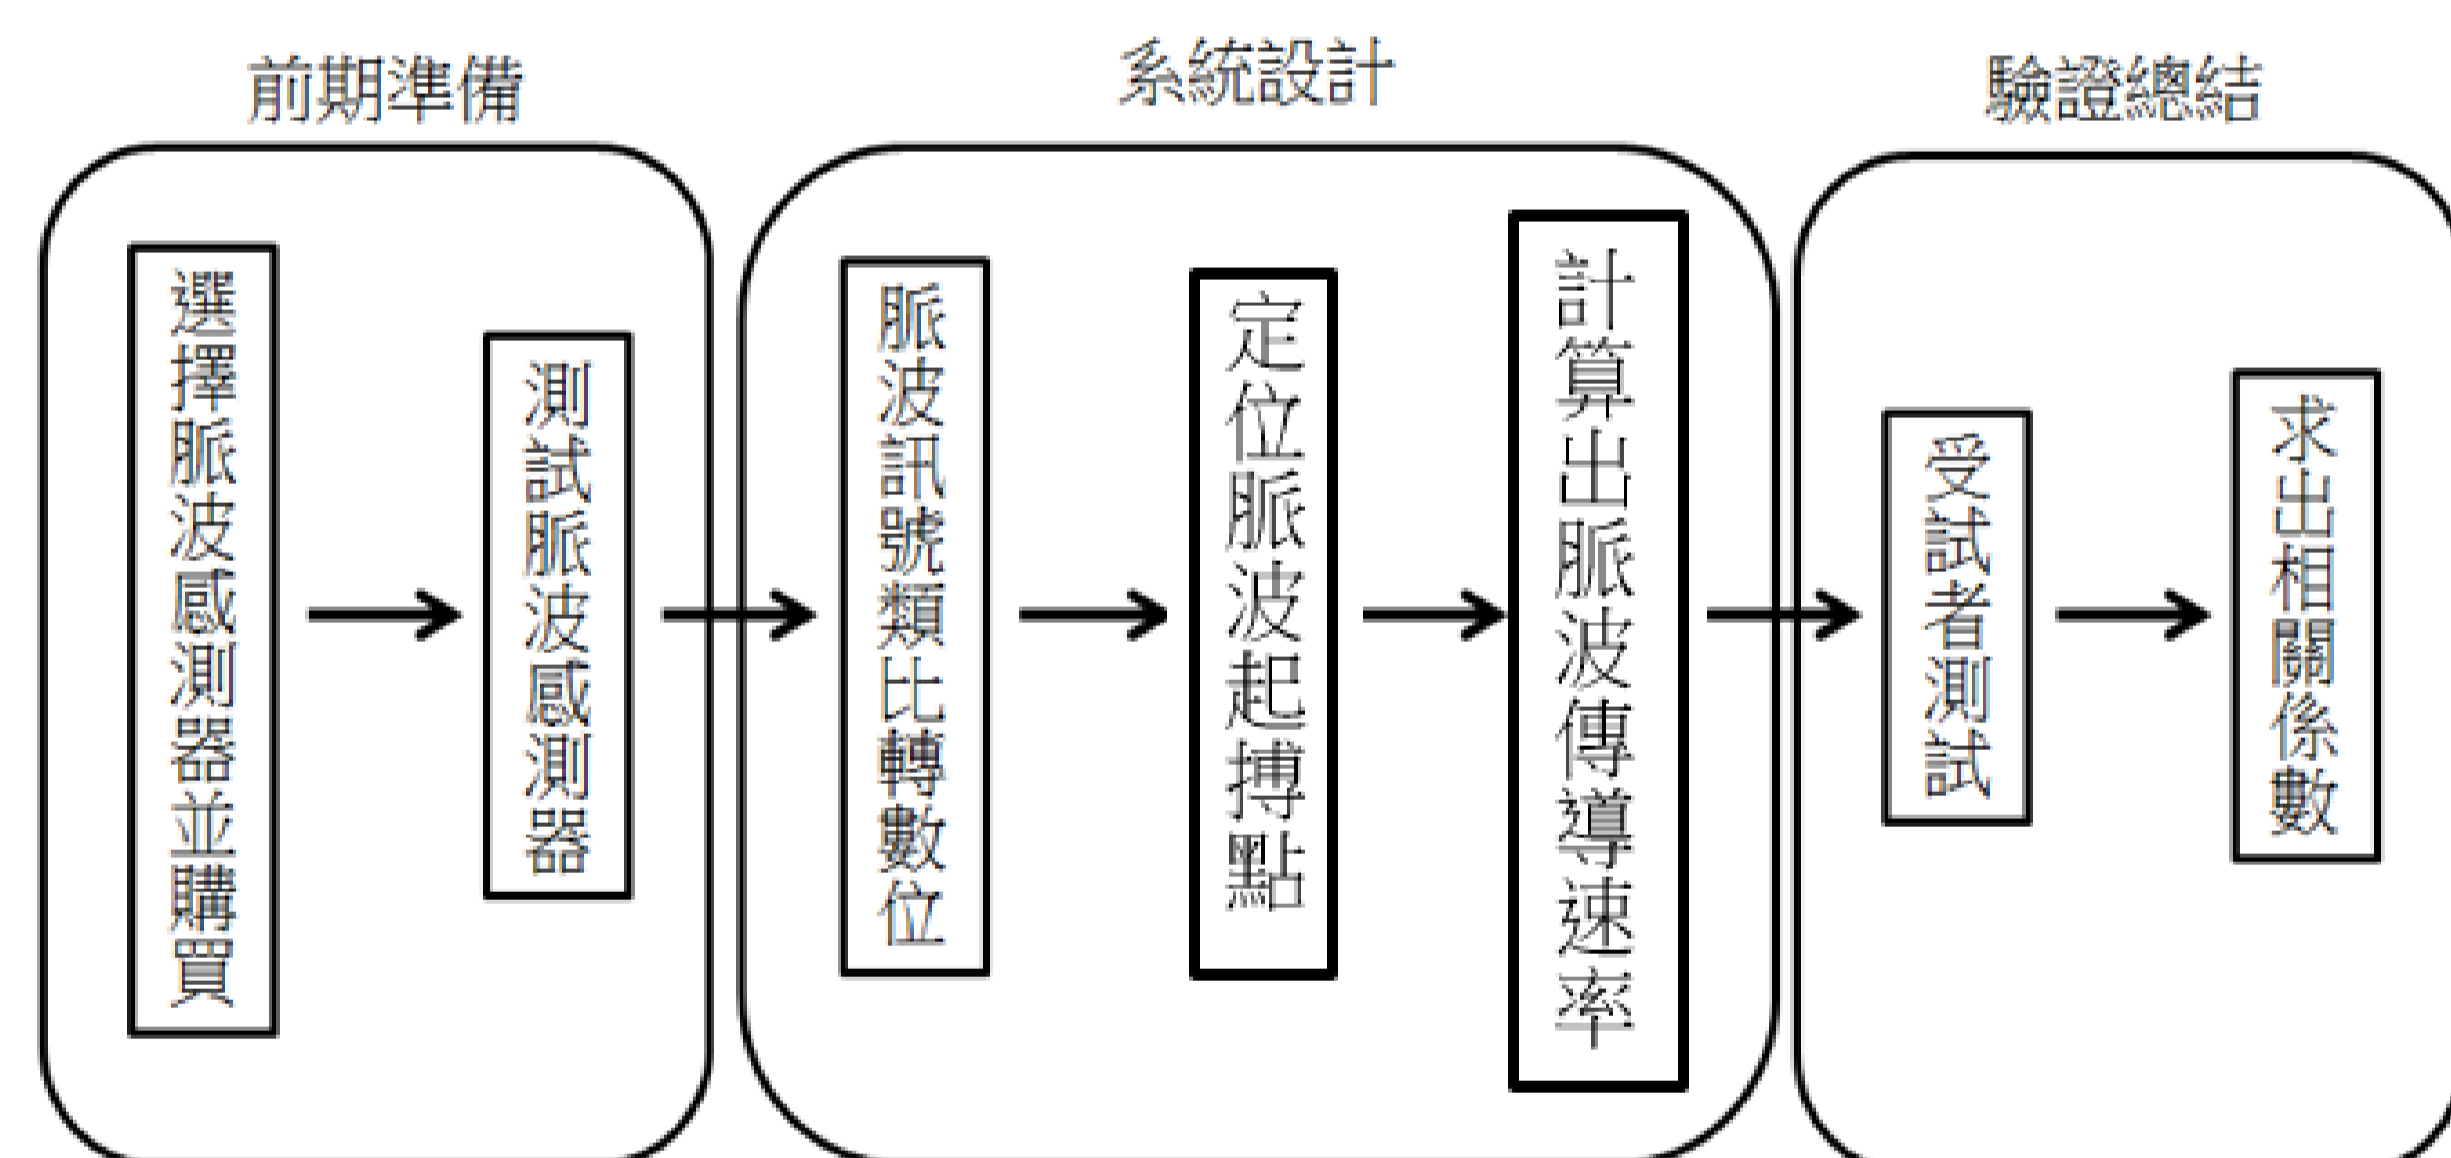 前期準備
選擇脈波感測器並購買
測試脈波感測器
系統設計
脈波訊號類比轉數位
定位脈波起搏點
計算出脈波傳導速率
驗證總結
受試者測試
求出相關係數